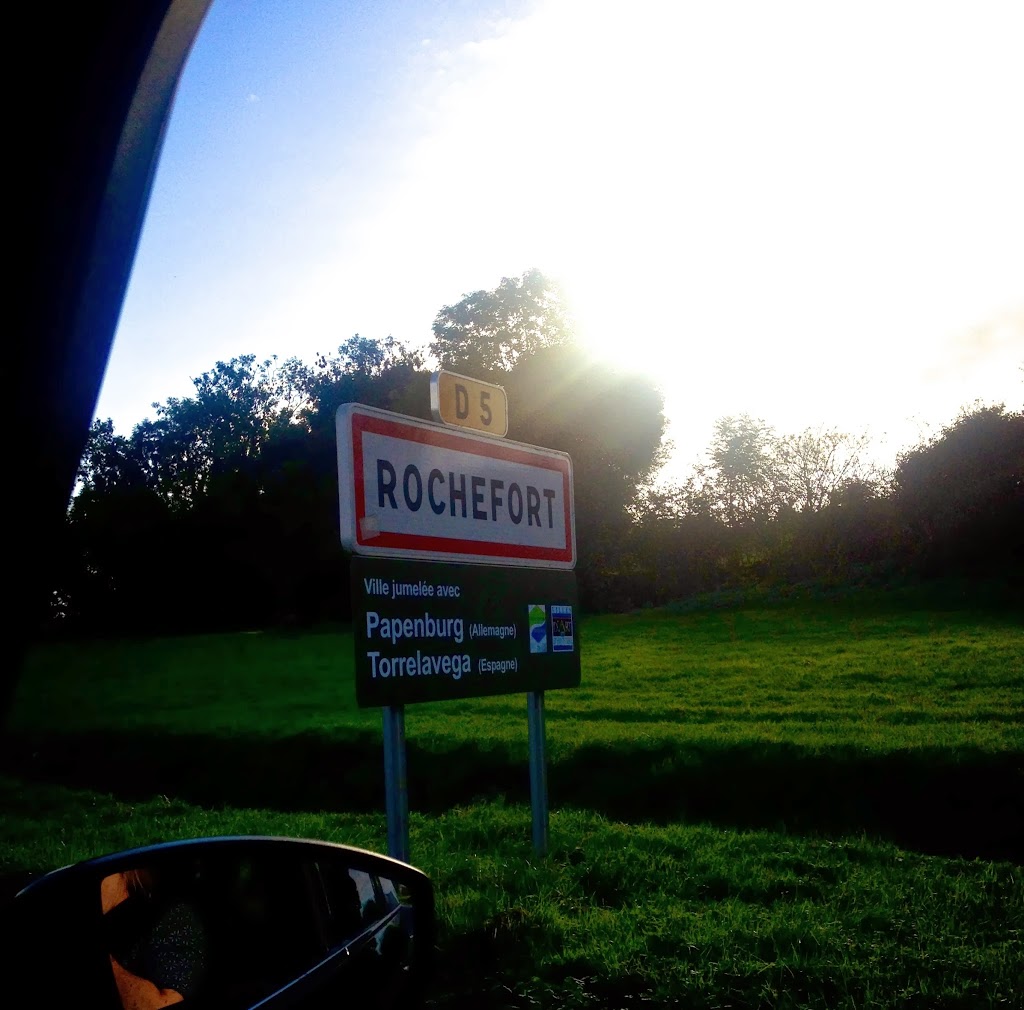 D 5
ROCHEFORT
Ville jumelée avec
Papenburg (Allemagne)
Torrelavega (Espagne)